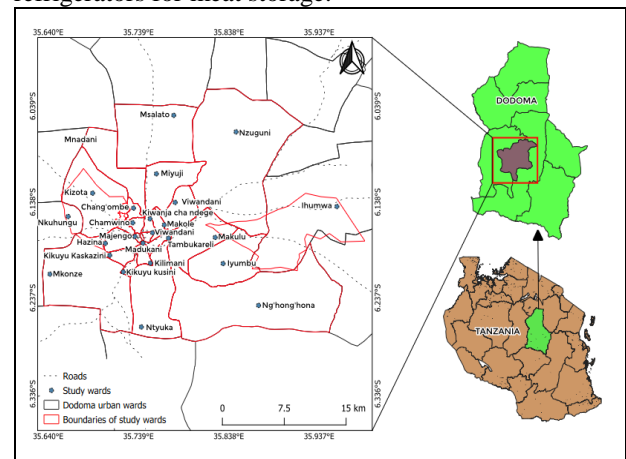 refrigerators for meat storage.
35.640°E 35.739°E 35.838°E 35.937°E
6.039°S 6.138°S 6.237°S 6.336°S
6.039°S 6.138°S 6.237°S 6.336°S
Msalato
Nzuguni
Mnadani
Miyuji
Kizota
Viwandani
Chang'ombe
Ihumwa
Kiwanja cha ndege
Nkuhungu
Chamwino
Makole
Viwandani
Majengo
Makulu
Hazina
Tambukareli
Madukani
Kikuyu Kaskazini
Kilimani
Iyumbu
Mkonze
Kikuyu kusini
Ng'hong'hona
Ntyuka
Roads
Study wards
Dodoma urban wards
Boundaries of study wards
0 7.5 15 km
35.640°E 35.739°E 35.838°E 35.937°E
DODOMA
TANZANIA